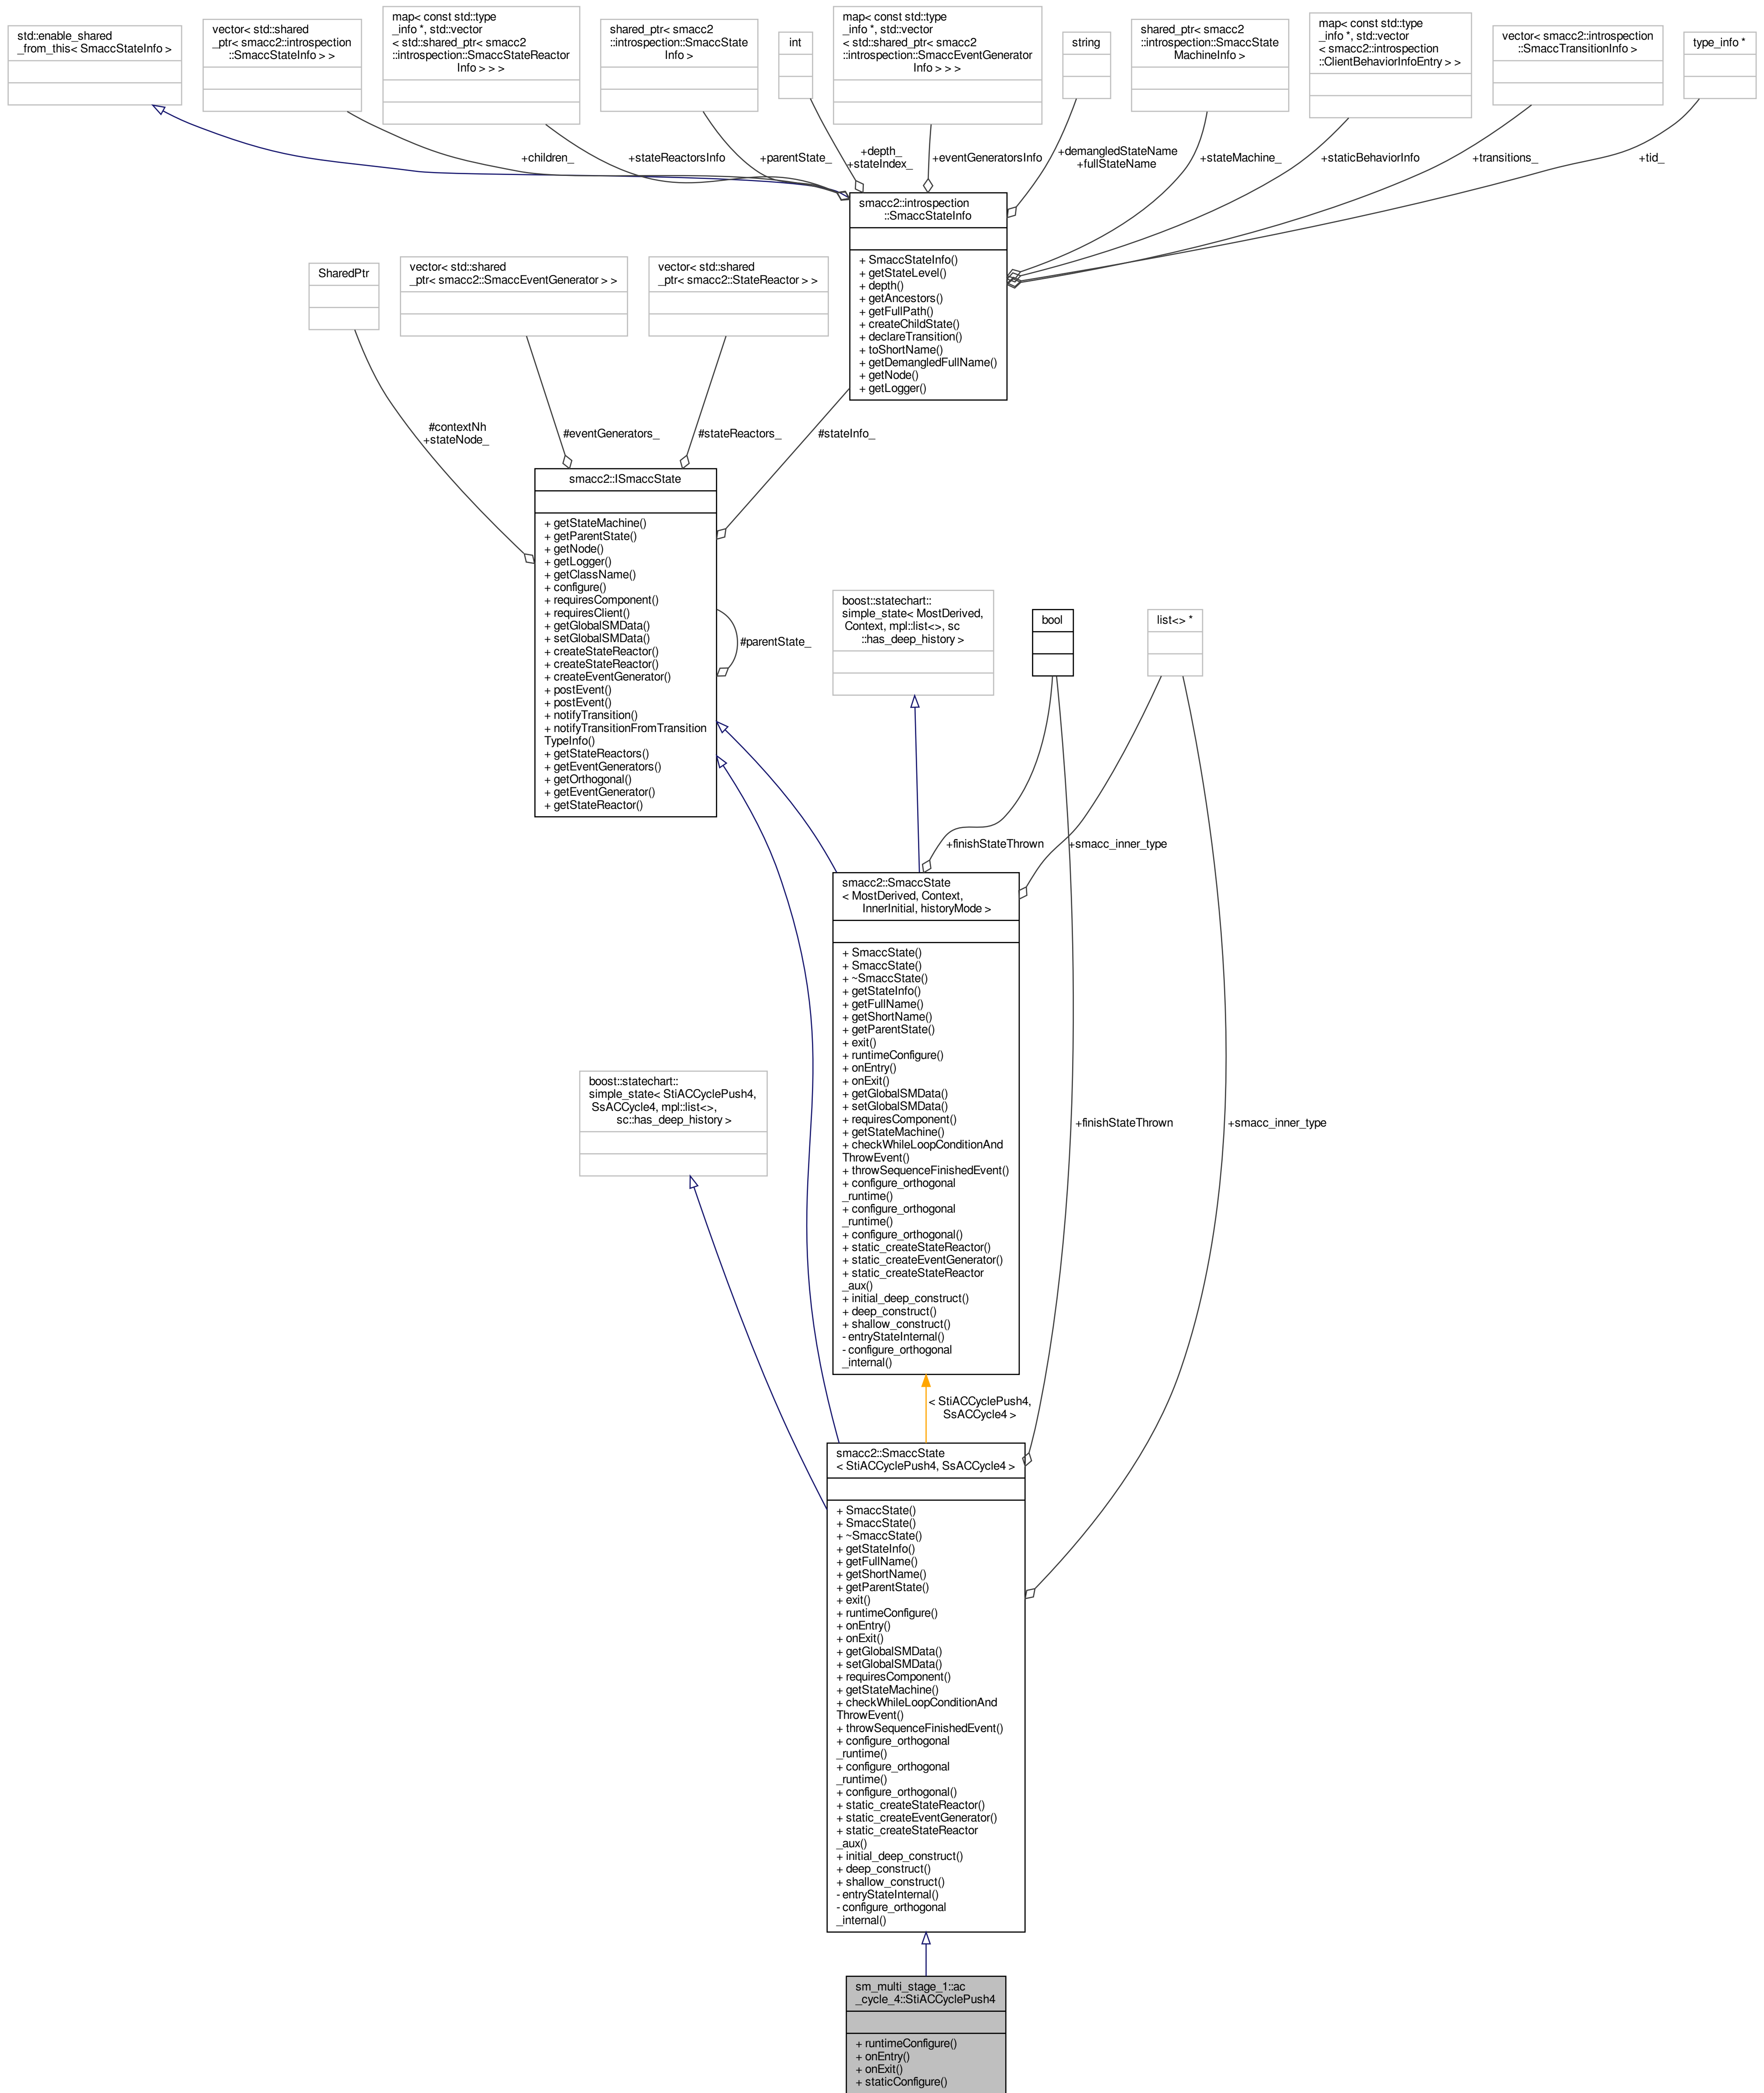 std::enable_shared
_from_this< SmaccStateInfo >
vector< std::shared
_ptr< smacc2::introspection
::SmaccStateInfo > >
map< const std::type
_info *, std::vector
< std::shared_ptr< smacc2
::introspection::SmaccStateReactor
Info > > >
shared_ptr< smacc2
::introspection::SmaccState
Info >
int
map< const std::type
_info *, std::vector
< std::shared_ptr< smacc2
::introspection::SmaccEventGenerator
Info > > >
string
shared_ptr< smacc2
::introspection::SmaccState
MachineInfo >
map< const std::type
_info *, std::vector
< smacc2::introspection
::ClientBehaviorInfoEntry > >
vector< smacc2::introspection
::SmaccTransitionInfo >
type_info *
+children_
+stateReactorsInfo
+parentState_
+depth_
+stateIndex_
+eventGeneratorsInfo
+demangledStateName
+fullStateName
+stateMachine_
+staticBehaviorInfo
+transitions_
+tid_
smacc2::introspection
::SmaccStateInfo
+ SmaccStateInfo()
+ getStateLevel()
+ depth()
+ getAncestors()
+ getFullPath()
+ createChildState()
+ declareTransition()
+ toShortName()
+ getDemangledFullName()
+ getNode()
+ getLogger()
SharedPtr
vector< std::shared
_ptr< smacc2::SmaccEventGenerator > >
vector< std::shared
_ptr< smacc2::StateReactor > >
#contextNh
+stateNode_
#eventGenerators_
#stateReactors_
#stateInfo_
smacc2::ISmaccState
+ getStateMachine()
+ getParentState()
+ getNode()
+ getLogger()
+ getClassName()
+ configure()
+ requiresComponent()
+ requiresClient()
+ getGlobalSMData()
+ setGlobalSMData()
+ createStateReactor()
+ createStateReactor()
+ createEventGenerator()
+ postEvent()
+ postEvent()
+ notifyTransition()
+ notifyTransitionFromTransition
TypeInfo()
+ getStateReactors()
+ getEventGenerators()
+ getOrthogonal()
+ getEventGenerator()
+ getStateReactor()
#parentState_
boost::statechart::
simple_state< MostDerived,
Context, mpl::list<>, sc
::has_deep_history >
bool
list<> *
+finishStateThrown
+smacc_inner_type
smacc2::SmaccState
< MostDerived, Context,
InnerInitial, historyMode >
+ SmaccState()
+ SmaccState()
+ ~SmaccState()
+ getStateInfo()
+ getFullName()
+ getShortName()
+ getParentState()
+ exit()
+ runtimeConfigure()
+ onEntry()
+ onExit()
+ getGlobalSMData()
+ setGlobalSMData()
+ requiresComponent()
+ getStateMachine()
+ checkWhileLoopConditionAnd
ThrowEvent()
+ throwSequenceFinishedEvent()
+ configure_orthogonal
_runtime()
+ configure_orthogonal
_runtime()
+ configure_orthogonal()
+ static_createStateReactor()
+ static_createEventGenerator()
+ static_createStateReactor
_aux()
+ initial_deep_construct()
+ deep_construct()
+ shallow_construct()
- entryStateInternal()
- configure_orthogonal
_internal()
boost::statechart::
simple_state< StiACCyclePush4,
SsACCycle4, mpl::list<>,
sc::has_deep_history >
+finishStateThrown
+smacc_inner_type
< StiACCyclePush4,
SsACCycle4 >
smacc2::SmaccState
< StiACCyclePush4, SsACCycle4 >
+ SmaccState()
+ SmaccState()
+ ~SmaccState()
+ getStateInfo()
+ getFullName()
+ getShortName()
+ getParentState()
+ exit()
+ runtimeConfigure()
+ onEntry()
+ onExit()
+ getGlobalSMData()
+ setGlobalSMData()
+ requiresComponent()
+ getStateMachine()
+ checkWhileLoopConditionAnd
ThrowEvent()
+ throwSequenceFinishedEvent()
+ configure_orthogonal
_runtime()
+ configure_orthogonal
_runtime()
+ configure_orthogonal()
+ static_createStateReactor()
+ static_createEventGenerator()
+ static_createStateReactor
_aux()
+ initial_deep_construct()
+ deep_construct()
+ shallow_construct()
- entryStateInternal()
- configure_orthogonal
_internal()
sm_multi_stage_1::ac
_cycle_4::StiACCyclePush4
+ runtimeConfigure()
+ onEntry()
+ onExit()
+ staticConfigure()